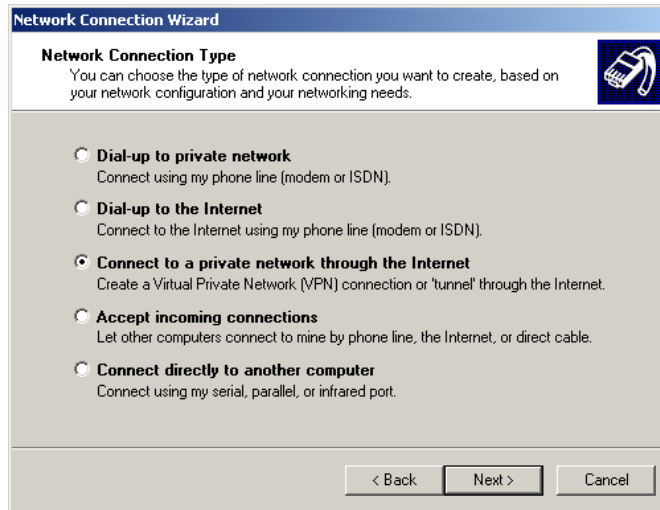 Network Connection Wizard
Network Connection Type
You can choose the type of network connection you want to create, based on
your network configuration and your networking needs.
Dial-up to private network
Connect using my phone line (modem or ISDN).
Dial-up to the Internet
Connect to the Internet using my phone line (modem or ISDN).
Connect to a private network through the Internet
Create a Virtual Private Network (VPN) connection or 'tunnel' through the Internet.
Accept incoming connections
Let other computers connect to mine by phone line, the Internet, or direct cable.
Connect directly to another computer
Connect using my serial, parallel, or infrared port.
< Back Next > Cancel